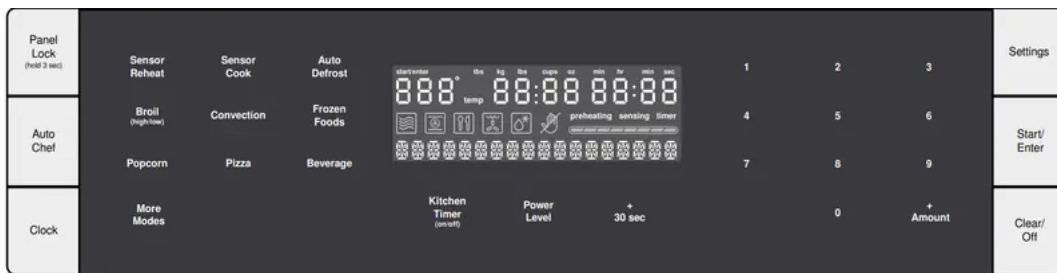 Panel
Lock
(hold 3 sec)
Auto
Chef
Clock
Sensor
Reheat
Sensor
Cook
Auto
Defrost
Broil
(high/low)
Convection
Frozen
Foods
Popcorn
Pizza
Beverage
More
Modes
start/enter lbs kg lbs cups oz min hr min sec
888° temp 88:88 88:88
preheating sensing timer
Kitchen
Timer
(on/off)
Power
Level
+
30 sec
1 2 3
4 5 6
7 8 9
0
+
Amount
Settings
Start/
Enter
Clear/
Off